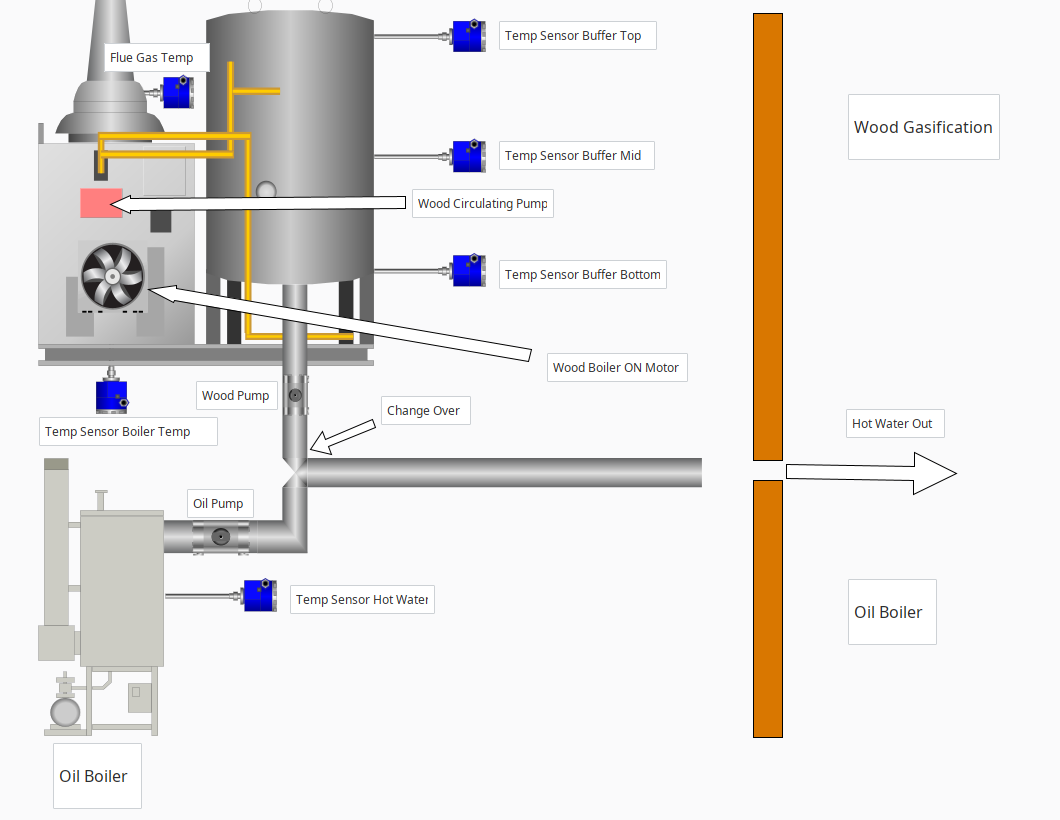 Temp Sensor Buffer Top
Flue Gas Temp
Wood Gasification
Temp Sensor Buffer Mid
Wood Circulating Pump
Temp Sensor Buffer Bottom
Wood Boiler ON Motor
Wood Pump
Change Over
Temp Sensor Boiler Temp
Hot Water Out
Oil Pump
Temp Sensor Hot Water
Oil Boiler
Oil Boiler